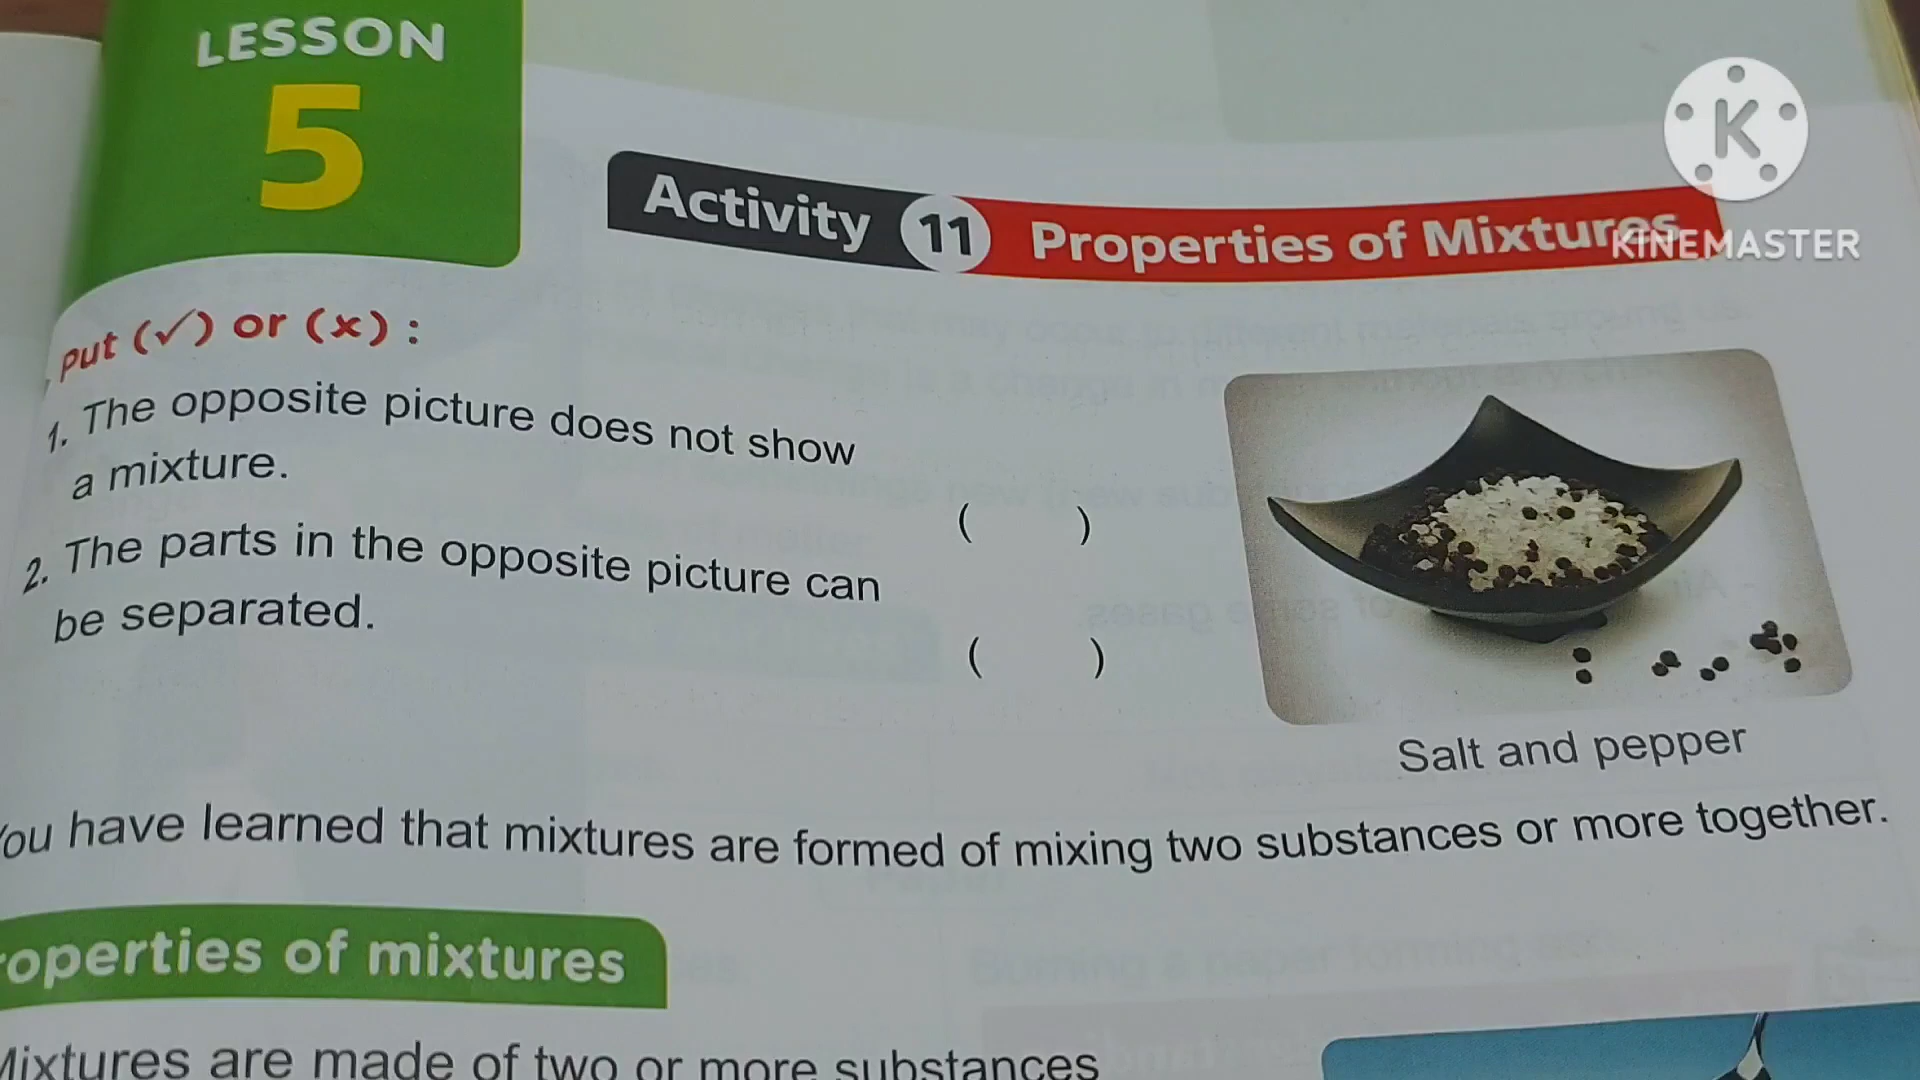 LESSON
5
Activity 11 Properties of Mixtures
K
KINEMASTER
put (✓) or (x) :
1. The opposite picture does not show
a mixture.
( )
2. The parts in the opposite picture can
be separated.
( )
Salt and pepper
You have learned that mixtures are formed of mixing two substances or more together.
roperties of mixtures
Mixtures are made of two or more substances